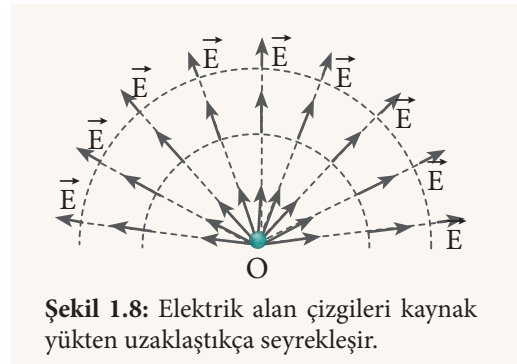 E E E
E E
E E
E E
E
O
Şekil 1.8: Elektrik alan çizgileri kaynak
yükten uzaklaştıkça seyrekleşir.